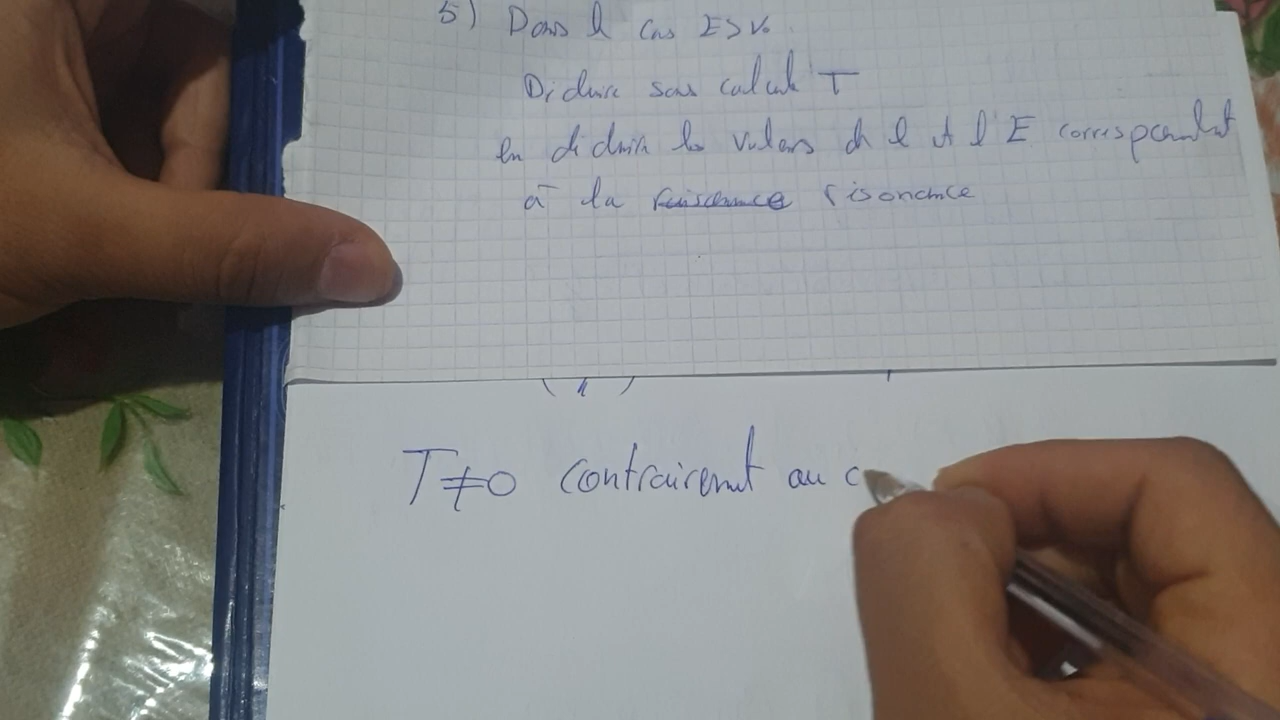 5) Dans le cas E>V₀
Déduire sans calcul T
en déduire les valeurs de l et l'E correspondant
à la résonance
( ħ )
T≠0 contrairement au c